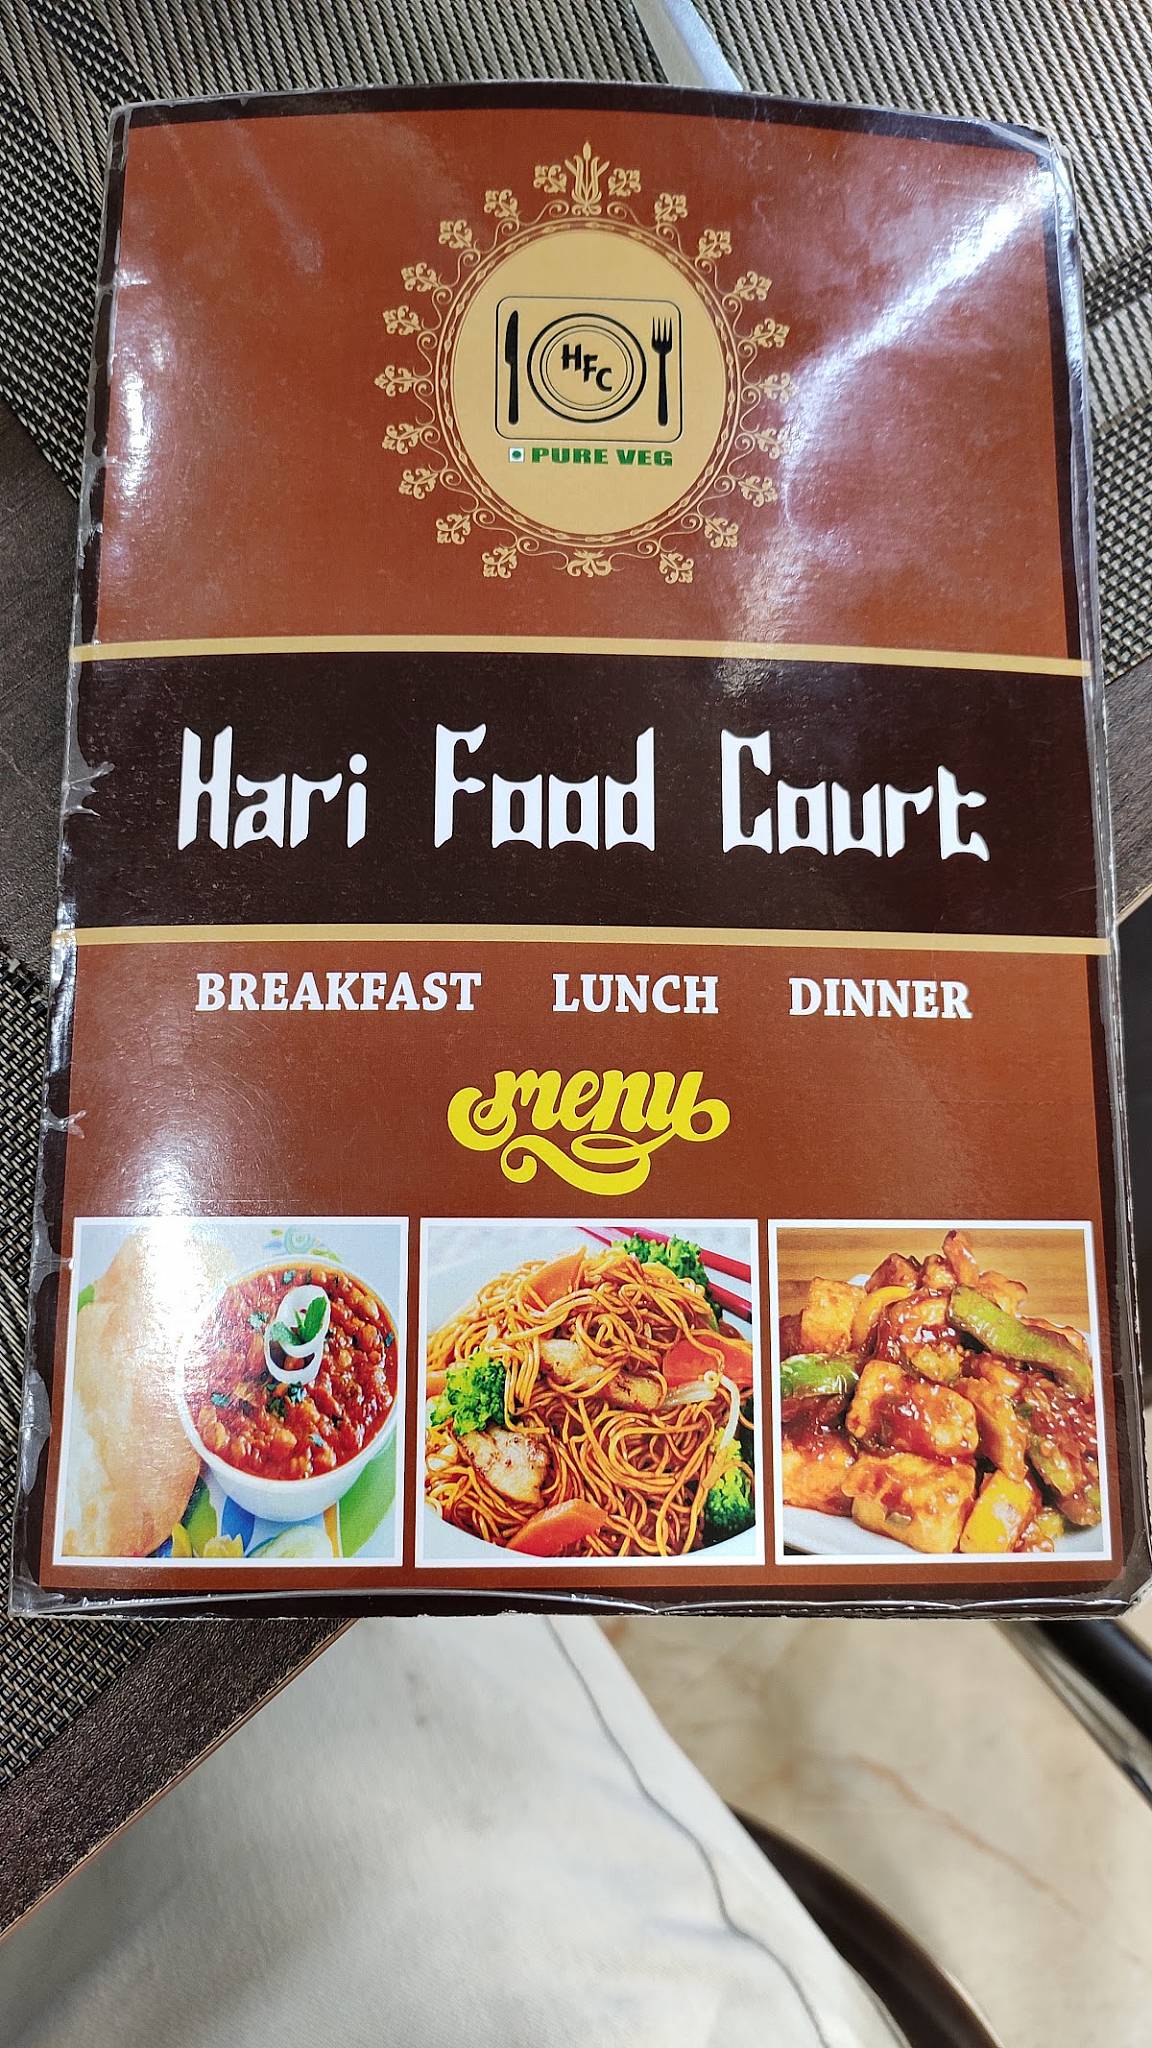 HFC
PURE VEG
Hari Food Court
BREAKFAST LUNCH DINNER
menu